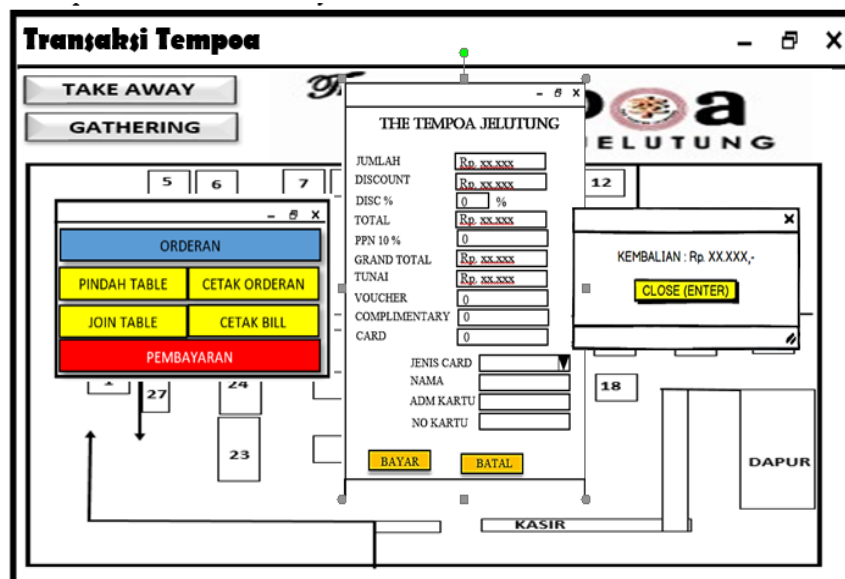 Transaksi Tempoa
TAKE AWAY
GATHERING
JELUTUNG
5
6
7
12
ORDERAN
PINDAH TABLE
CETAK ORDERAN
JOIN TABLE
CETAK BILL
PEMBAYARAN
THE TEMPOA JELUTUNG
JUMLAH Rp. xx.xxx
DISCOUNT Rp. xx.xxx
DISC % 0 %
TOTAL Rp. xx.xxx
PPN 10 % 0
GRAND TOTAL Rp. xx.xxx
TUNAI Rp. xx.xxx
VOUCHER 0
COMPLIMENTARY 0
CARD 0
JENIS CARD
NAMA
ADM KARTU
NO KARTU
BAYAR
BATAL
KEMBALIAN : Rp. XX.XXX,-
CLOSE (ENTER)
27
24
18
23
DAPUR
KASIR